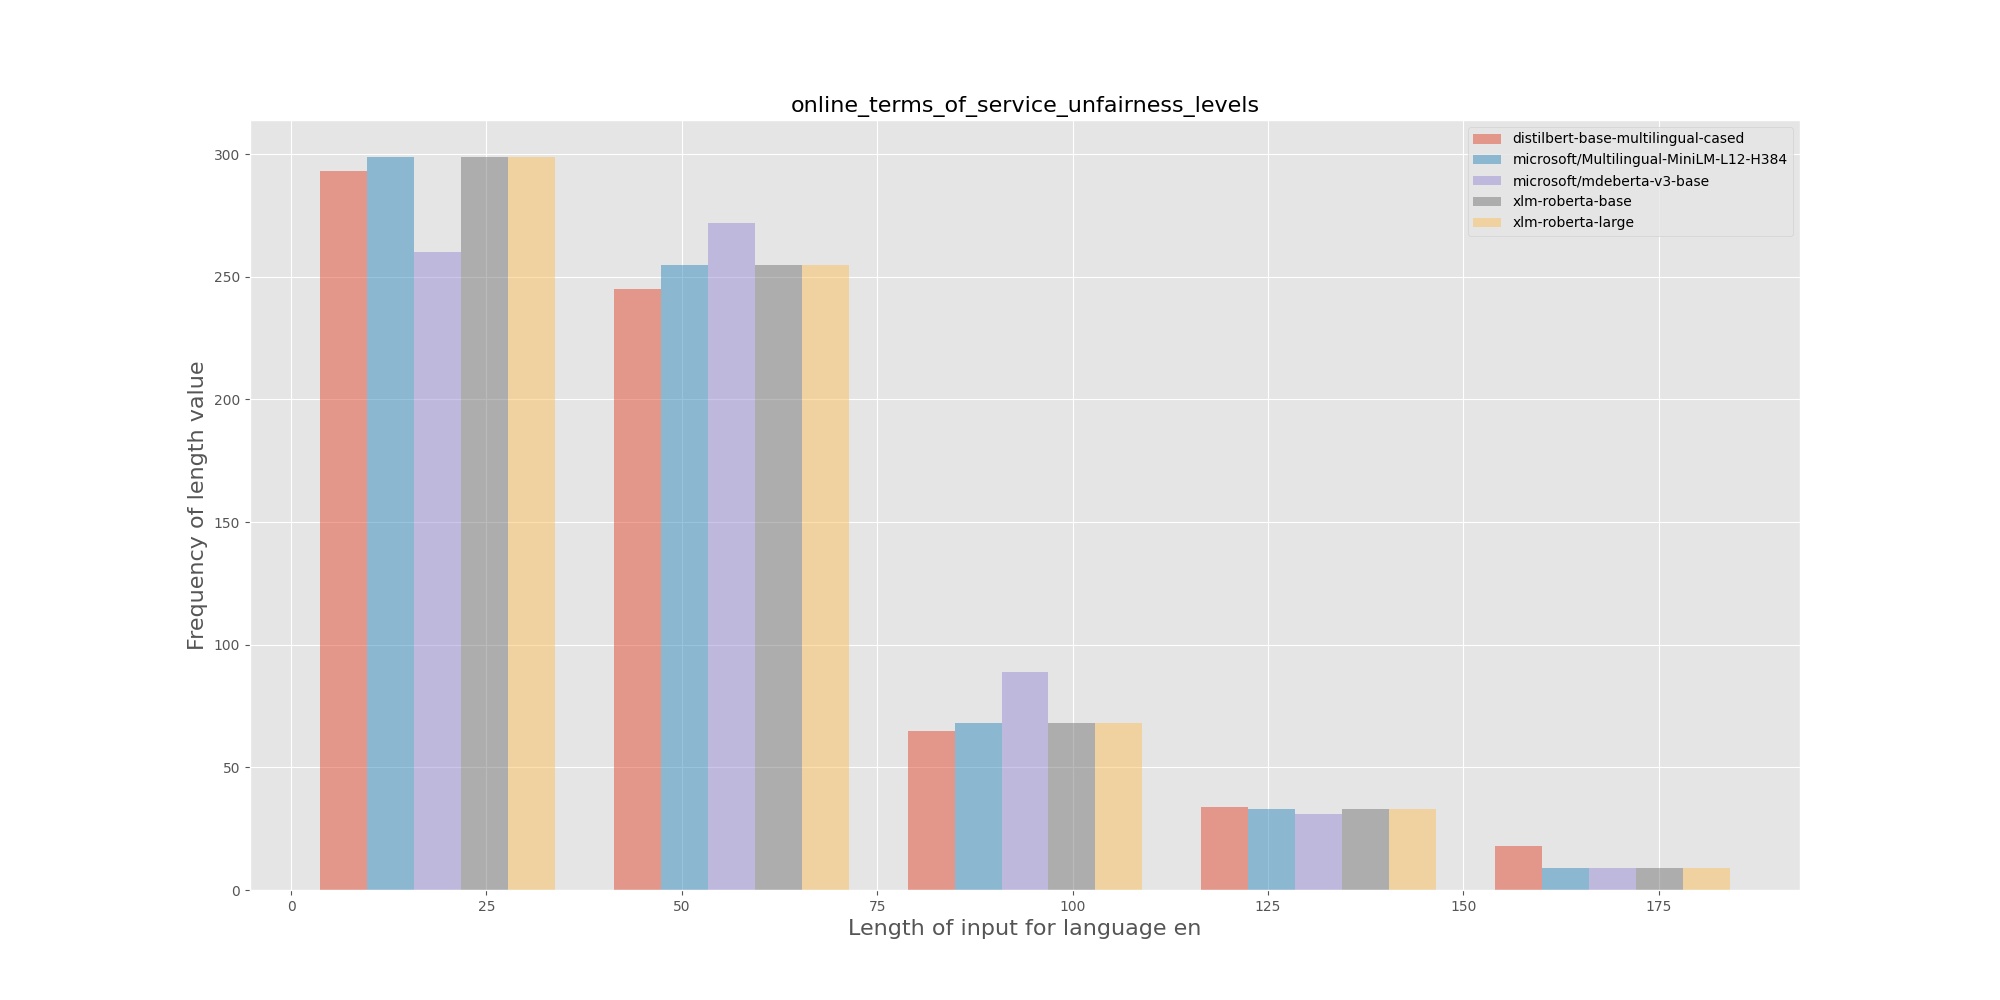 online_terms_of_service_unfairness_levels
distilbert-base-multilingual-cased
microsoft/Multilingual-MiniLM-L12-H384
microsoft/mdeberta-v3-base
xlm-roberta-base
xlm-roberta-large
Frequency of length value
300
250
200
150
100
50
0
0 25 50 75 100 125 150 175
Length of input for language en